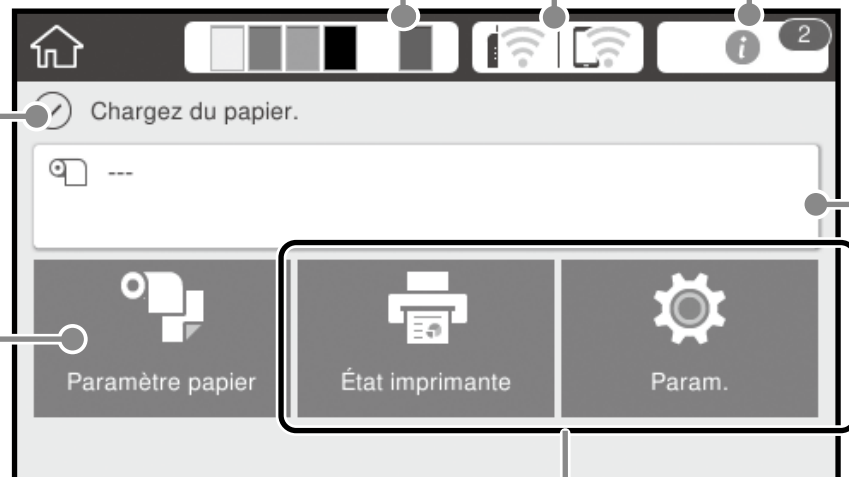 2
Chargez du papier.
---
Paramètre papier
État imprimante
Param.